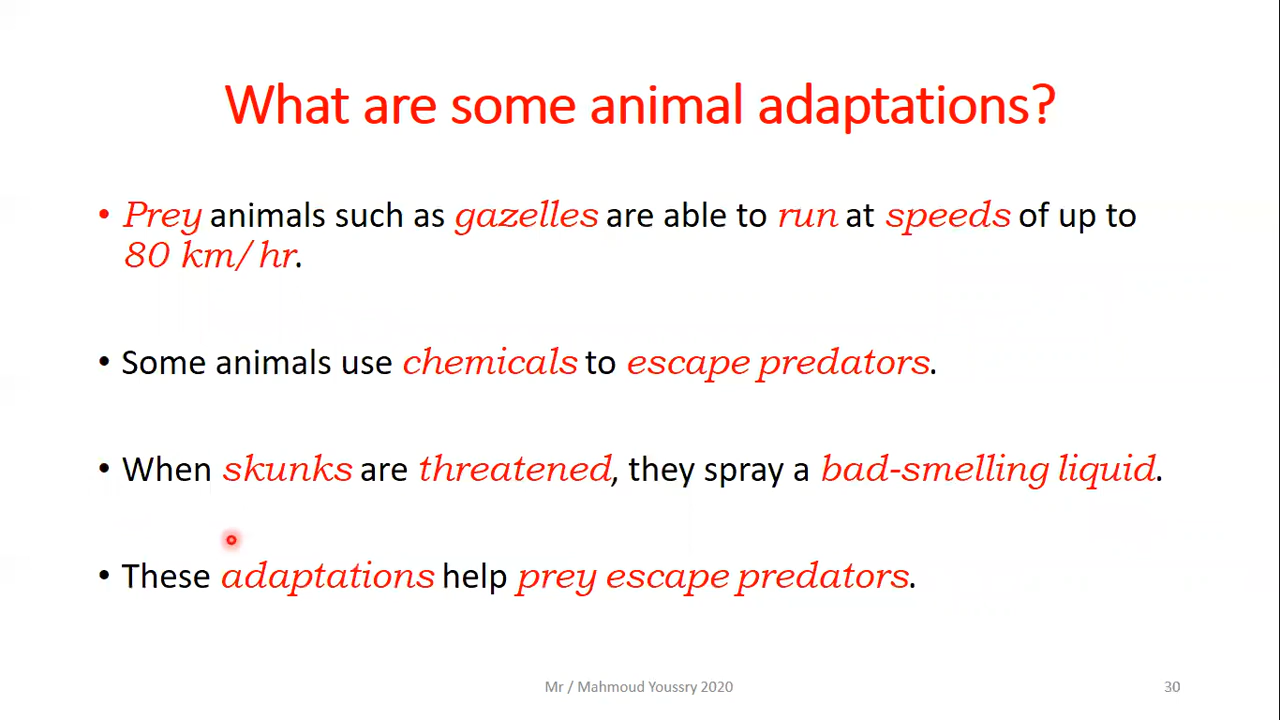 What are some animal adaptations?
• Prey animals such as gazelles are able to run at speeds of up to
80 km/hr.
• Some animals use chemicals to escape predators.
• When skunks are threatened, they spray a bad-smelling liquid.
• These adaptations help prey escape predators.
Mr / Mahmoud Youssry 2020
30